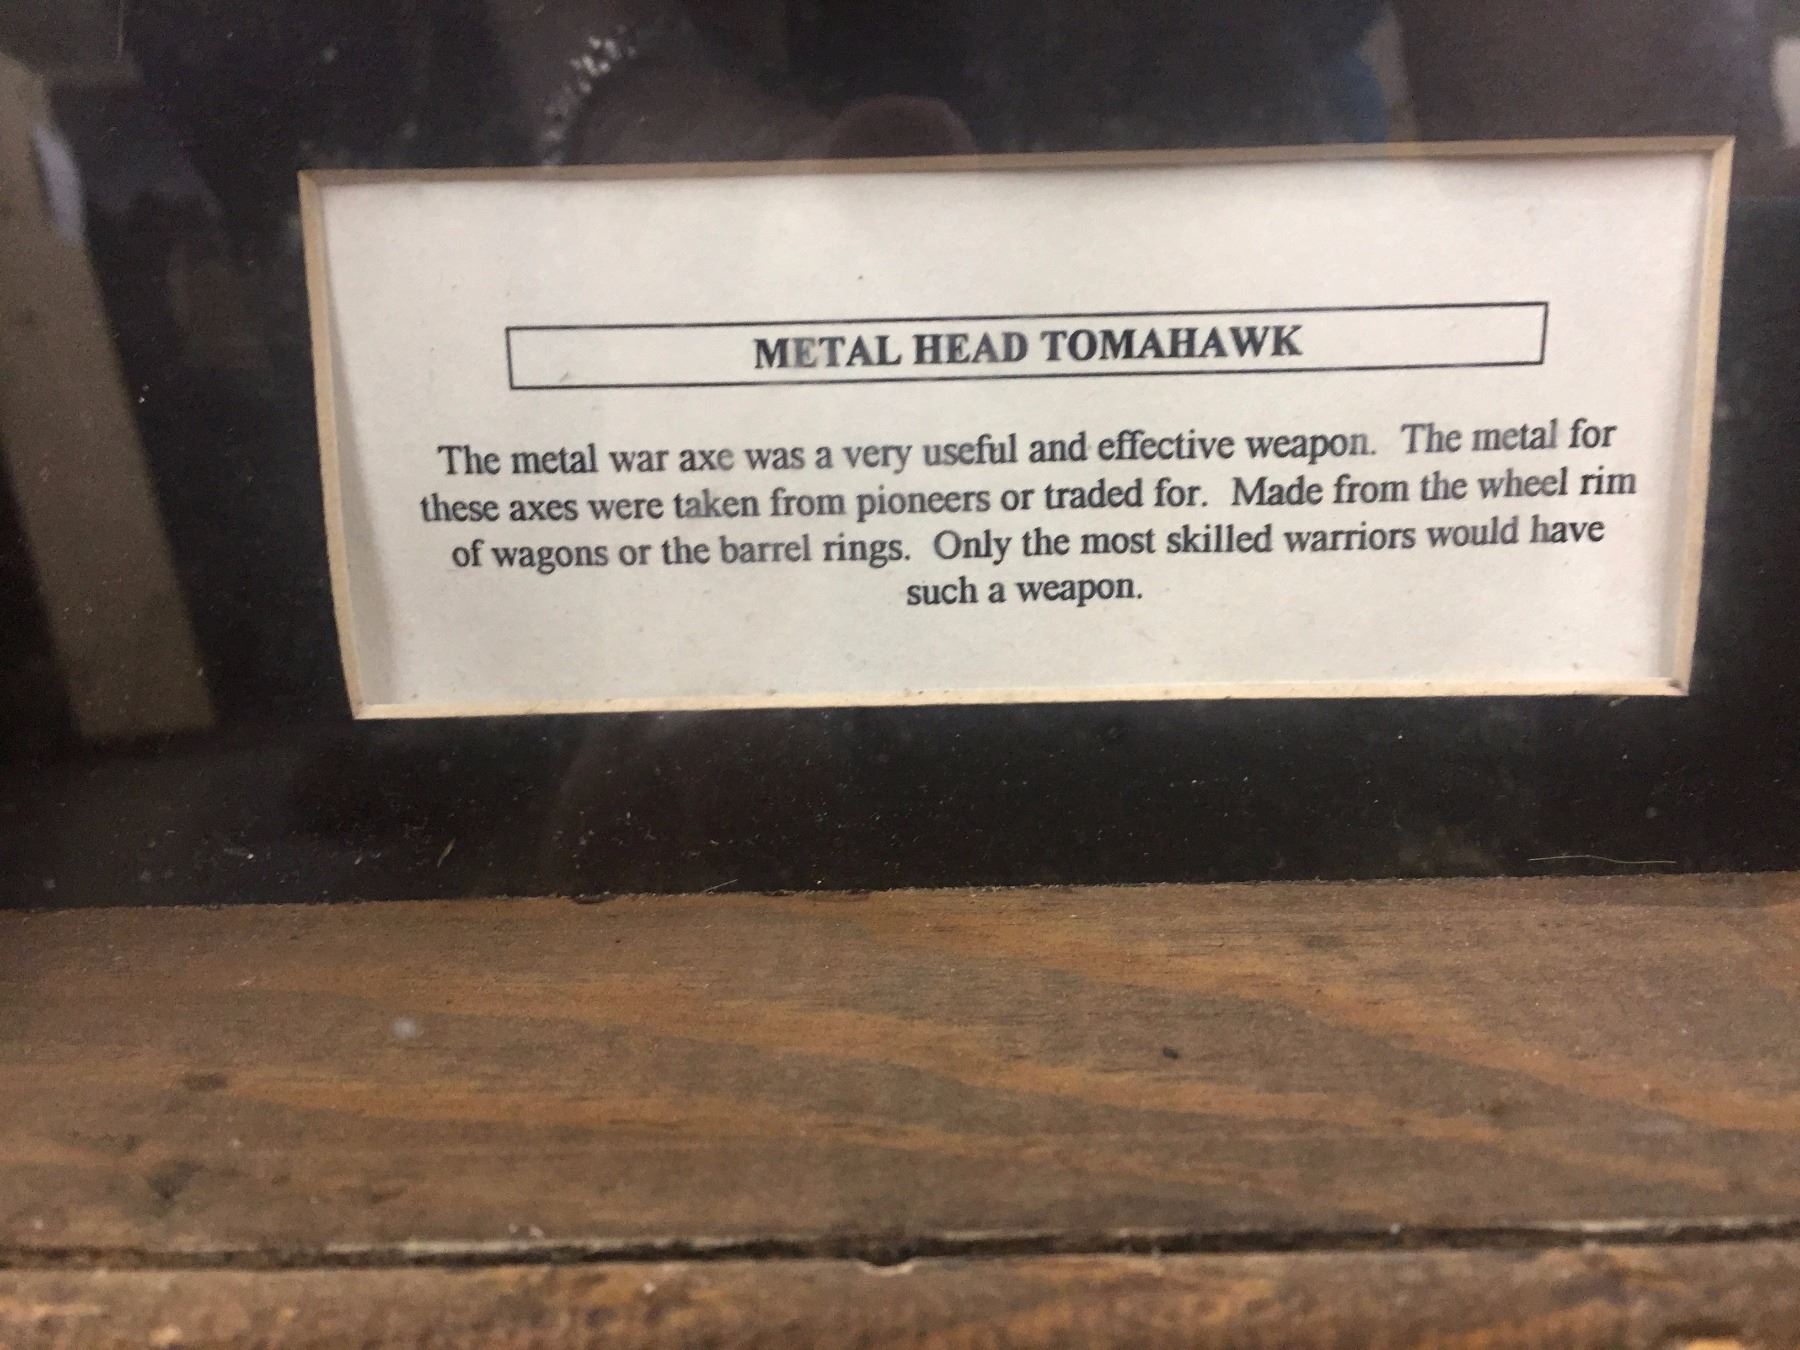 METAL HEAD TOMAHAWK
The metal war axe was a very useful and effective weapon. The metal for
these axes were taken from pioneers or traded for. Made from the wheel rim
of wagons or the barrel rings. Only the most skilled warriors would have
such a weapon.